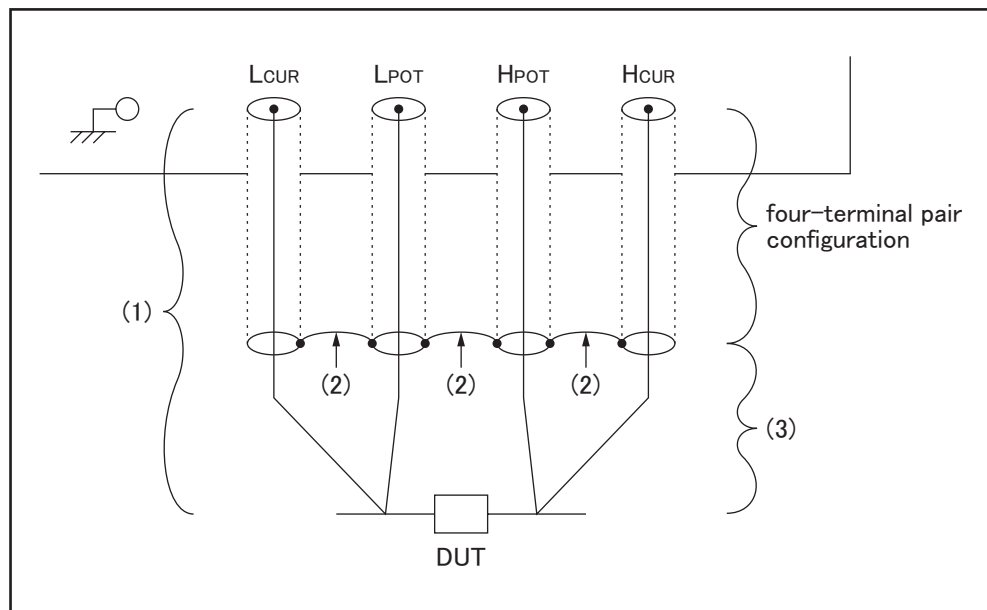 LCUR LPOT HPOT HCUR
four-terminal pair
configuration
(1)
(2) (2) (2)
(3)
DUT